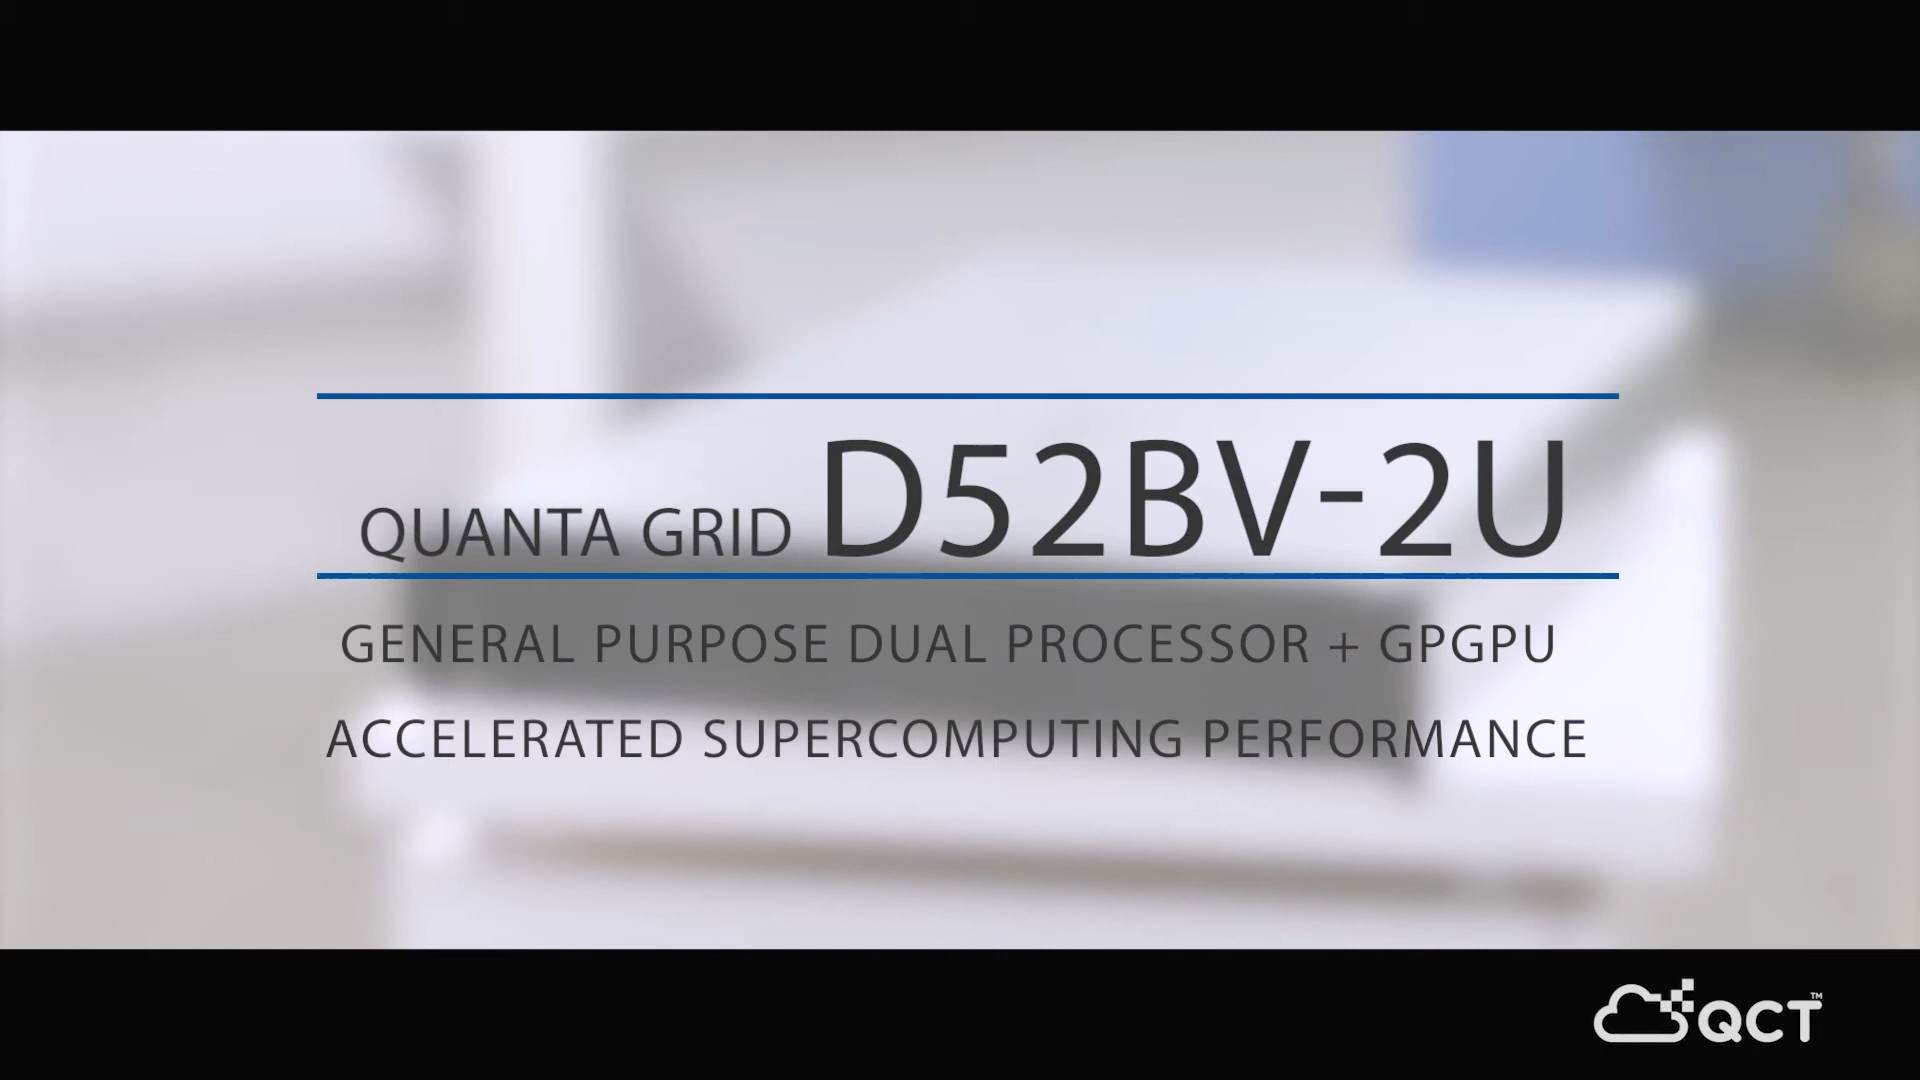 QUANTA GRID D52BV-2U
GENERAL PURPOSE DUAL PROCESSOR + GPGPU
ACCELERATED SUPERCOMPUTING PERFORMANCE
QCT™